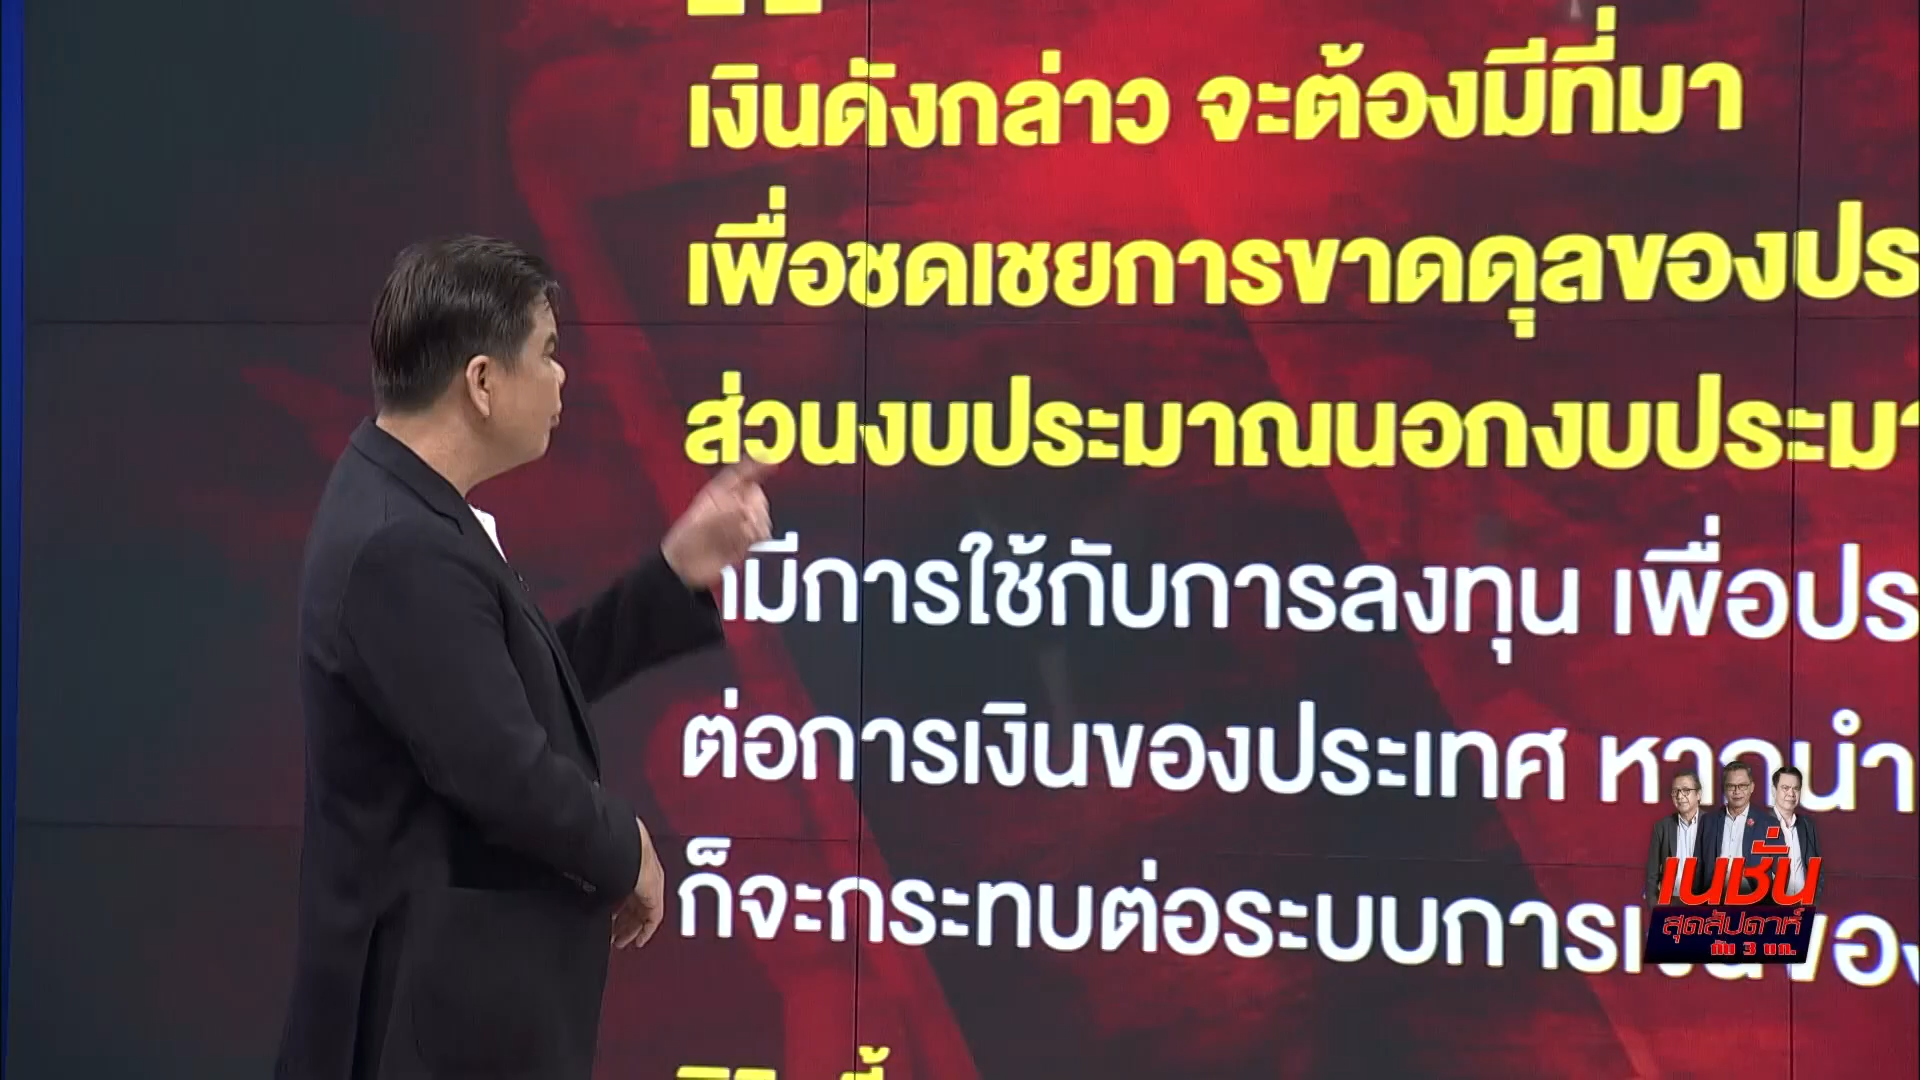 เงินดังกล่าว จะต้องมีที่มา
เพื่อชดเชยการขาดดุลของประ
ส่วนงบประมาณนอกงบประมา
มีการใช้กับการลงทุน เพื่อประ
ต่อการเงินของประเทศ หากนำ
ก็จะกระทบต่อระบบการเงินของ
เนชั่น
สุดสัปดาห์
กับ 3 บก.